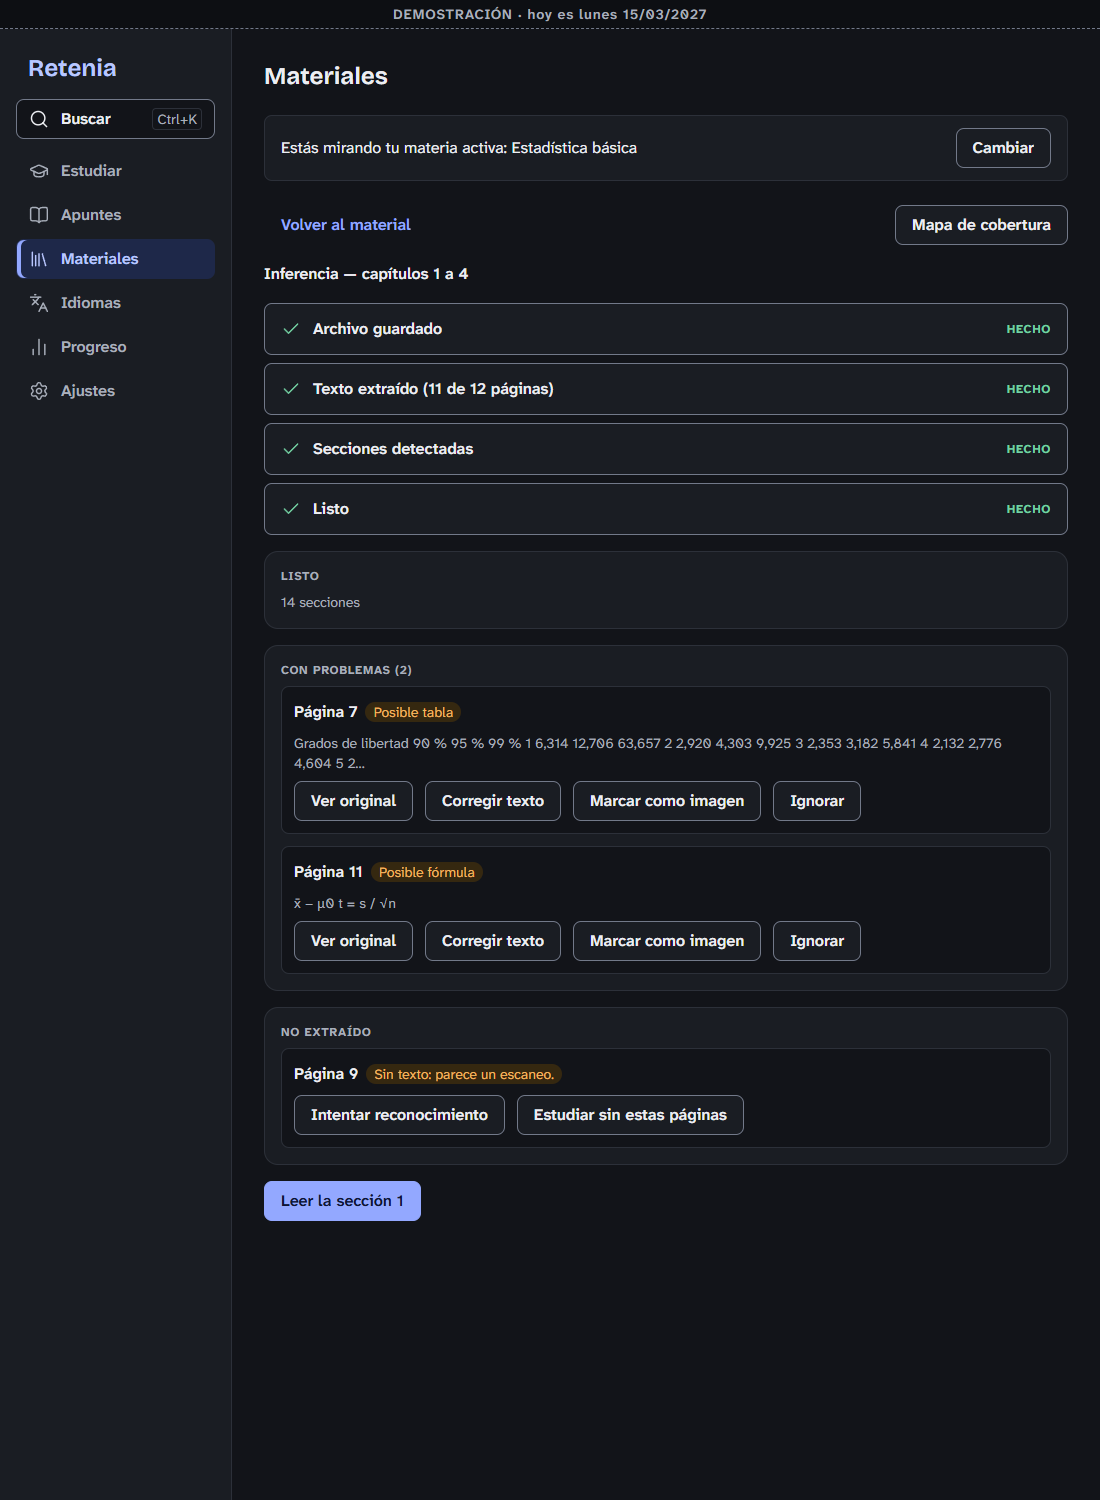 DEMOSTRACIÓN · hoy es lunes 15/03/2027
Retenia
Buscar Ctrl+K
Estudiar
Apuntes
Materiales
Idiomas
Progreso
Ajustes
Materiales
Estás mirando tu materia activa: Estadística básica
Cambiar
Volver al material
Mapa de cobertura
Inferencia — capítulos 1 a 4
Archivo guardado HECHO
Texto extraído (11 de 12 páginas) HECHO
Secciones detectadas HECHO
Listo HECHO
LISTO
14 secciones
CON PROBLEMAS (2)
Página 7 Posible tabla
Grados de libertad 90 % 95 % 99 % 1 6,314 12,706 63,657 2 2,920 4,303 9,925 3 2,353 3,182 5,841 4 2,132 2,776
4,604 5 2...
Ver original Corregir texto Marcar como imagen Ignorar
Página 11 Posible fórmula
x̄ – μ0 t = s / √n
Ver original Corregir texto Marcar como imagen Ignorar
NO EXTRAÍDO
Página 9 Sin texto: parece un escaneo.
Intentar reconocimiento Estudiar sin estas páginas
Leer la sección 1